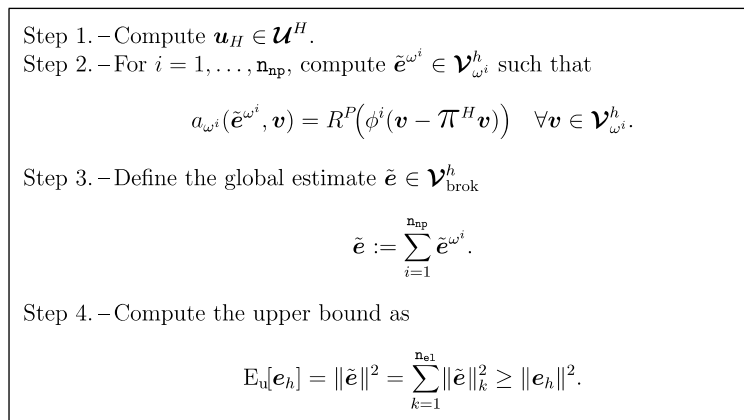 Step 1.–Compute 𝒖_H ∈ 𝓤^H.
Step 2.–For i = 1, . . . , n_np, compute ẽ^{ω^i} ∈ 𝓥^h_{ω^i} such that
a_{ω^i}(ẽ^{ω^i}, 𝒗) = R^P(ϕ^i(𝒗 − 𝝅^H 𝒗)) ∀𝒗 ∈ 𝓥^h_{ω^i}.
Step 3.–Define the global estimate ẽ ∈ 𝓥^h_brok
ẽ := ∑_{i=1}^{n_np} ẽ^{ω^i}.
Step 4.–Compute the upper bound as
E_u[𝒆_h] = ‖ẽ‖² = ∑_{k=1}^{n_el} ‖ẽ‖²_k ≥ ‖𝒆_h‖².